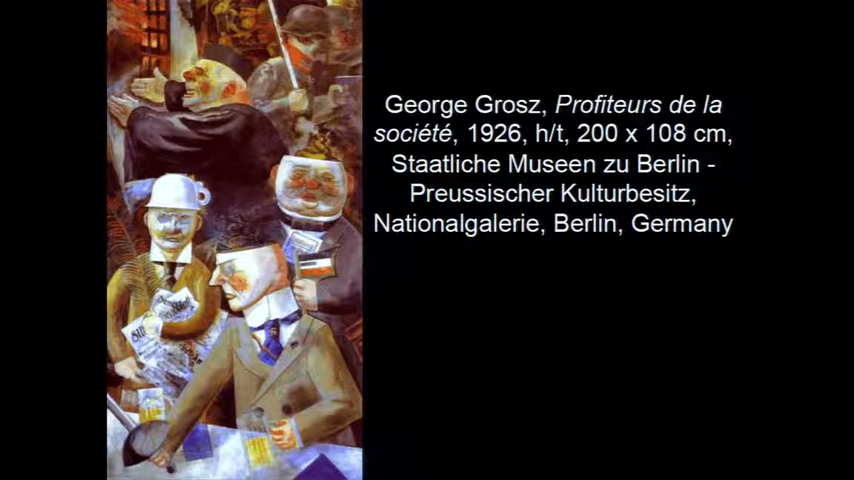 George Grosz, Profiteurs de la
société, 1926, h/t, 200 x 108 cm,
Staatliche Museen zu Berlin -
Preussischer Kulturbesitz,
Nationalgalerie, Berlin, Germany